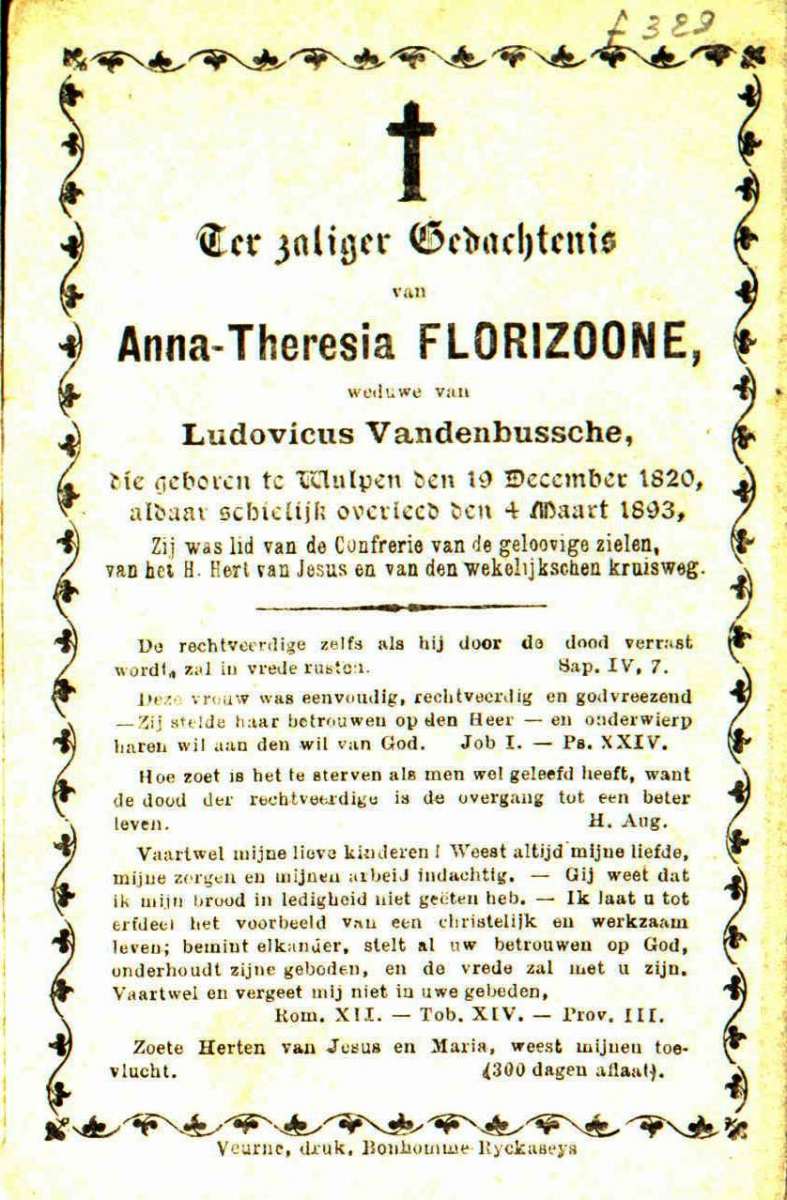 f 389
Ter zaliger Gedachtenis
van
Anna-Theresia FLORIZOONE,
weduwe van
Ludovicus Vandenbussche,
die geboren te Wulpen den 19 December 1820,
aldaar schielijk overleed den 4 Maart 1893,
Zij was lid van de Confrerie van de geloovige zielen,
van het H. Hert van Jesus en van den wekelijkschen kruisweg.
De rechtveerdige zelfs als hij door de dood verrast
wordt, zal in vrede rusten. Sap. IV, 7.
Deze vrouw was eenvoudig, rechtveerdig en godvreezend
— Zij stelde haar betrouwen op den Heer — en onderwierp
haren wil aan den wil van God. Job I. — Ps. XXIV.
Hoe zoet is het te sterven als men wel geleefd heeft, want
de dood der rechtveerdige is de overgang tot een beter
leven. H. Aug.
Vaartwel mijne lieve kinderen ! Weest altijd mijne liefde,
mijne zorgen en mijnen arbeid indachtig. — Gij weet dat
ik mijn brood in ledigheid niet geëten heb. — Ik laat u tot
erfdeel het voorbeeld van een christelijk en werkzaam
leven; bemint elkander, stelt al uw betrouwen op God,
onderhoudt zijne geboden, en de vrede zal met u zijn.
Vaartwel en vergeet mij niet in uwe gebeden,
Rom. XII. — Tob. XIV. — Prov. III.
Zoete Herten van Jesus en Maria, weest mijnen toe-
vlucht. (300 dagen aflaat).
Veurne, druk, Bonhomme-Ryckaseys